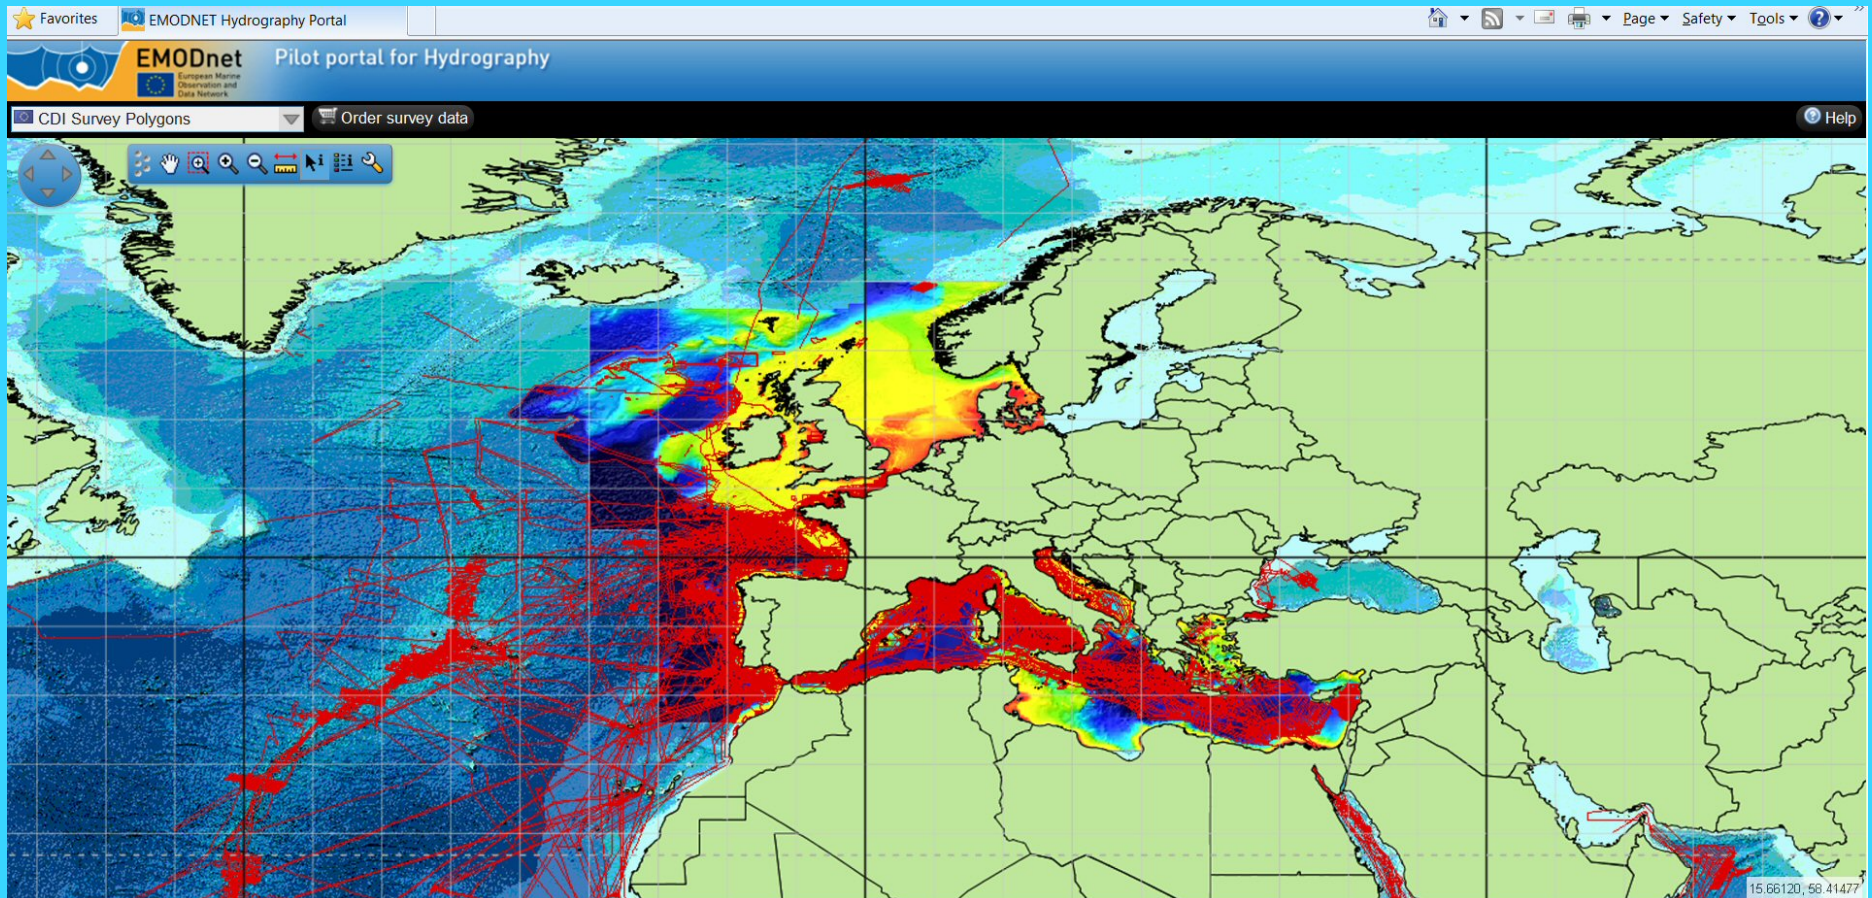 Favorites
EMODNET Hydrography Portal
Page
Safety
Tools
EMODnet
Pilot portal for Hydrography
European Marine
Observation and
Data Network
CDI Survey Polygons
Order survey data
Help
15.66120, 58.41477